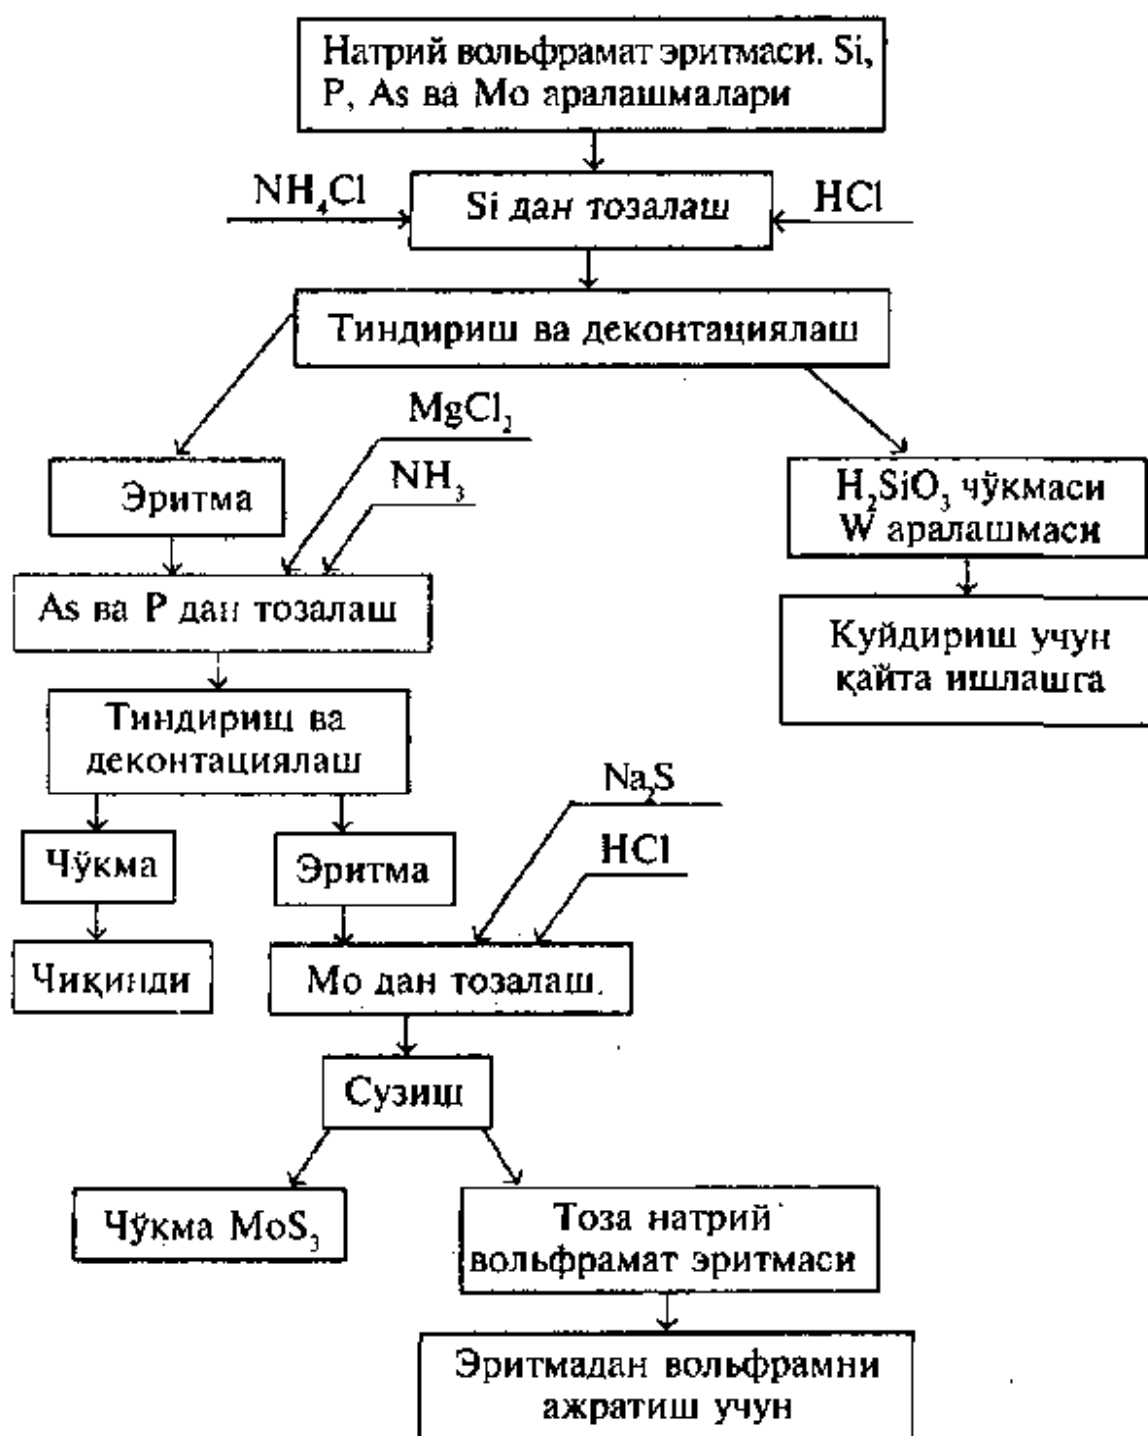 Натрий вольфрамат эритмаси. Si,
P, As ва Mo аралашмалари
NH₄Cl
Si дан тозалаш
HCl
Тиндириш ва деконтациялаш
MgCl₂
NH₃
Эритма
H₂SiO₃ чўкмаси
W аралашмаси
As ва P дан тозалаш
Куйдириш учун
қайта ишлашга
Тиндириш ва
деконтациялаш
Na₂S
HCl
Чўкма
Эритма
Чиқинди
Mo дан тозалаш
Сузиш
Чўкма MoS₃
Тоза натрий
вольфрамат эритмаси
Эритмадан вольфрамни
ажратиш учун